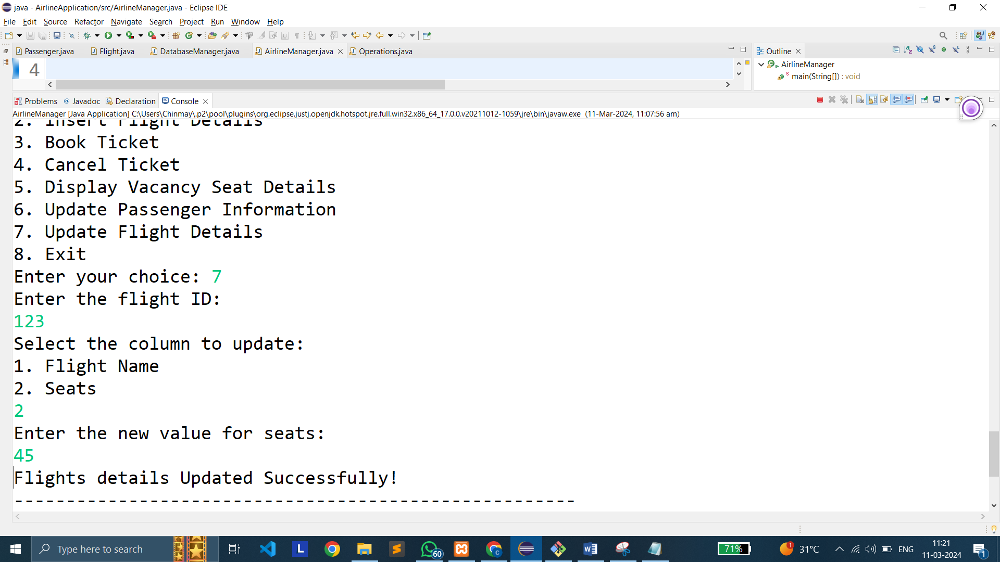 java - AirlineApplication/src/AirlineManager.java - Eclipse IDE
File Edit Source Refactor Navigate Search Project Run Window Help
Passenger.java Flight.java DatabaseManager.java AirlineManager.java Operations.java
Outline
4
AirlineManager
main(String[]) : void
Problems @ Javadoc Declaration Console
AirlineManager [Java Application] C:\Users\Chinmay\.p2\pool\plugins\org.eclipse.justj.openjdk.hotspot.jre.full.win32.x86_64_17.0.0.v20211012-1059\jre\bin\javaw.exe (11-Mar-2024, 11:07:56 am)
2. Insert Flight Details
3. Book Ticket
4. Cancel Ticket
5. Display Vacancy Seat Details
6. Update Passenger Information
7. Update Flight Details
8. Exit
Enter your choice: 7
Enter the flight ID:
123
Select the column to update:
1. Flight Name
2. Seats
2
Enter the new value for seats:
45
Flights details Updated Successfully!
------------------------------------------------------
Type here to search
60
71%
1
31°C
ENG
11:21
11-03-2024
1